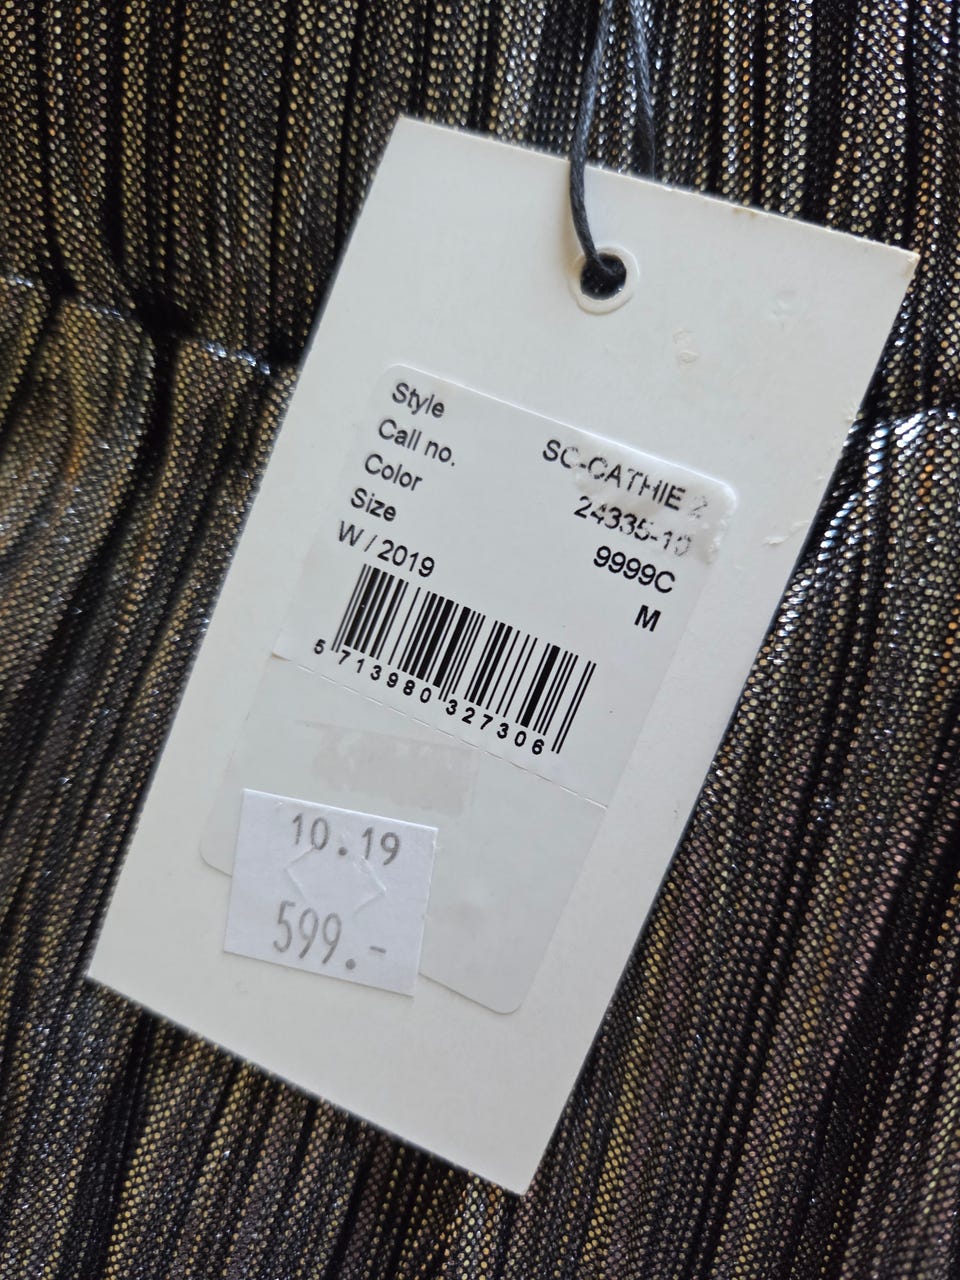 Style SC-CATHIE 2
Call no. 24335-10
Color 9999C
Size M
W / 2019
5 713980 327306
10.19
599.-